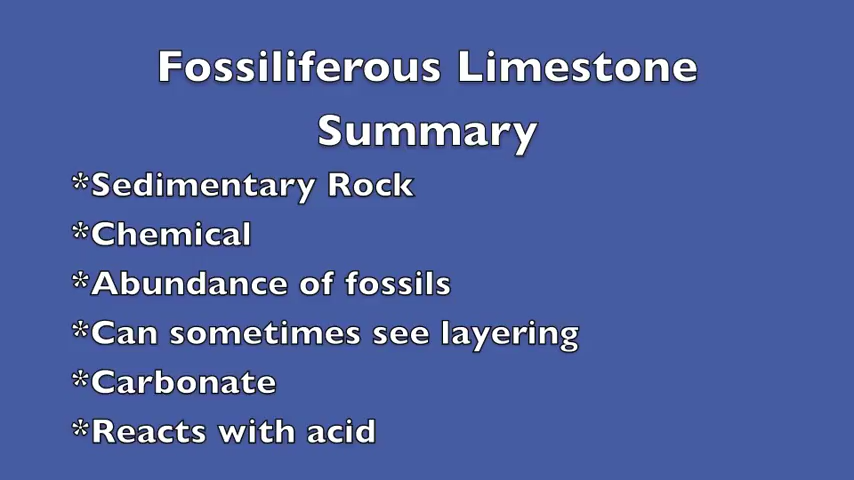 Fossiliferous Limestone
Summary
*Sedimentary Rock
*Chemical
*Abundance of fossils
*Can sometimes see layering
*Carbonate
*Reacts with acid